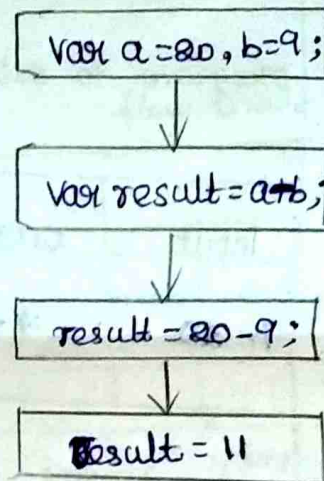 var a=20, b=9;
var result=a+b;
result=20-9;
Result=11